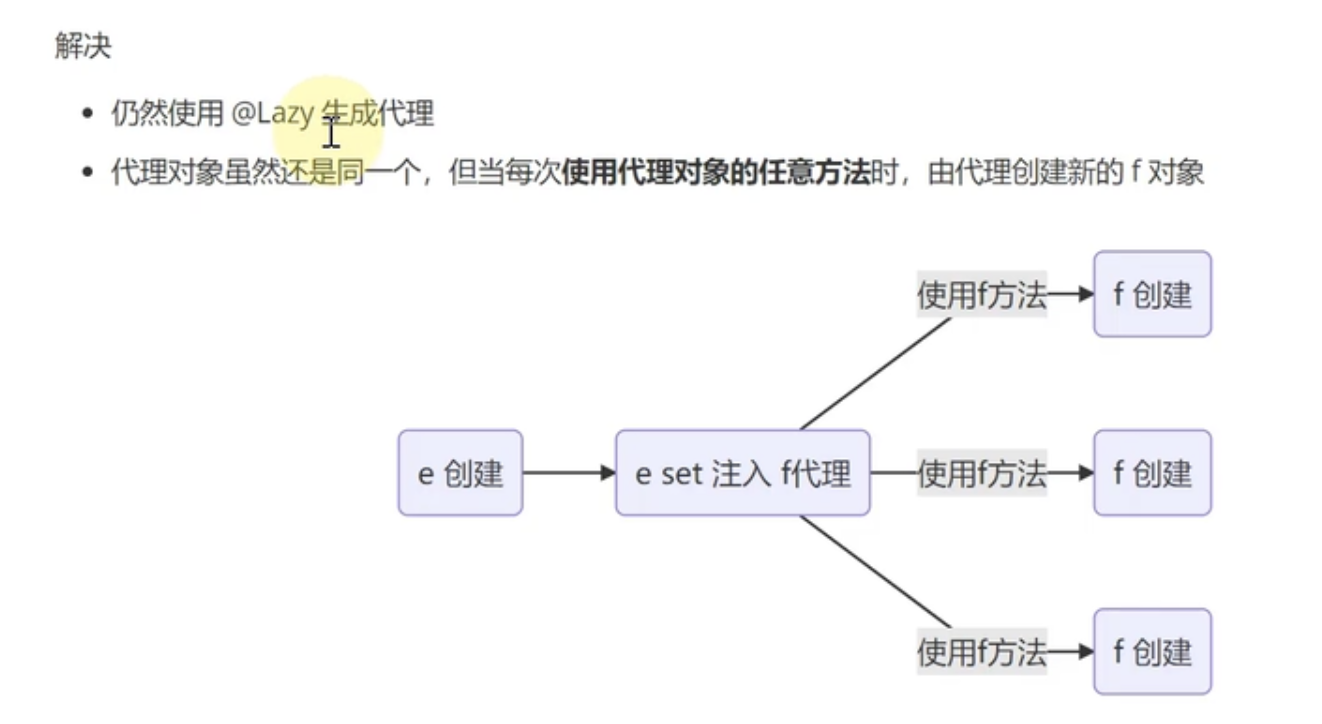 解决
仍然使用 @Lazy 生成代理
代理对象虽然还是同一个，但当每次使用代理对象的任意方法时，由代理创建新的 f 对象
使用f方法
f 创建
e 创建
e set 注入 f代理
使用f方法
f 创建
使用f方法
f 创建